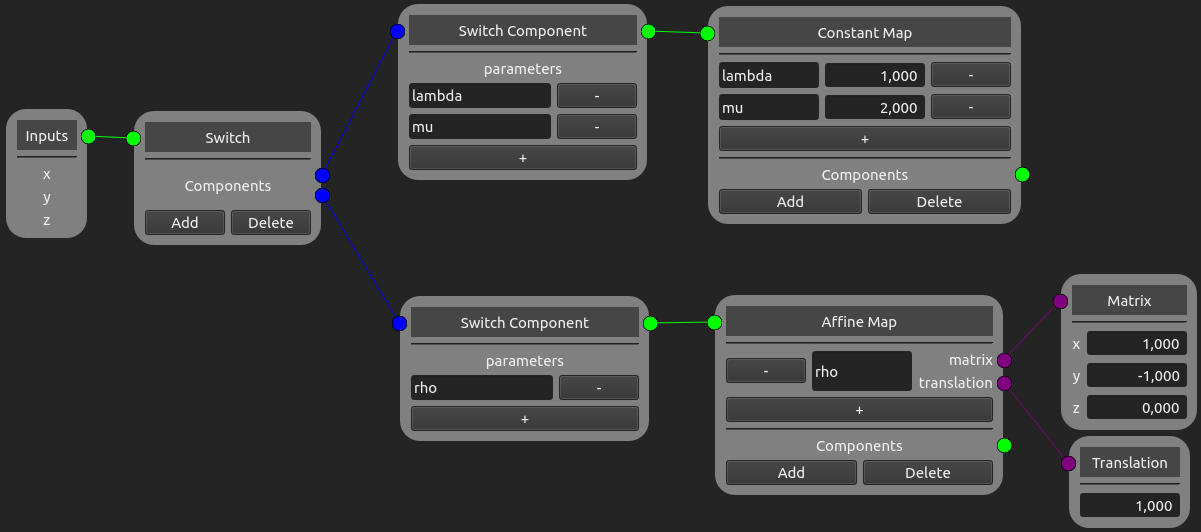 Inputs
x
y
z
Switch
Components
Add Delete
Switch Component
parameters
lambda -
mu -
+
Constant Map
lambda 1,000 -
mu 2,000 -
+
Components
Add Delete
Switch Component
parameters
rho -
+
Affine Map
- rho matrix
translation
+
Components
Add Delete
Matrix
x 1,000
y -1,000
z 0,000
Translation
1,000